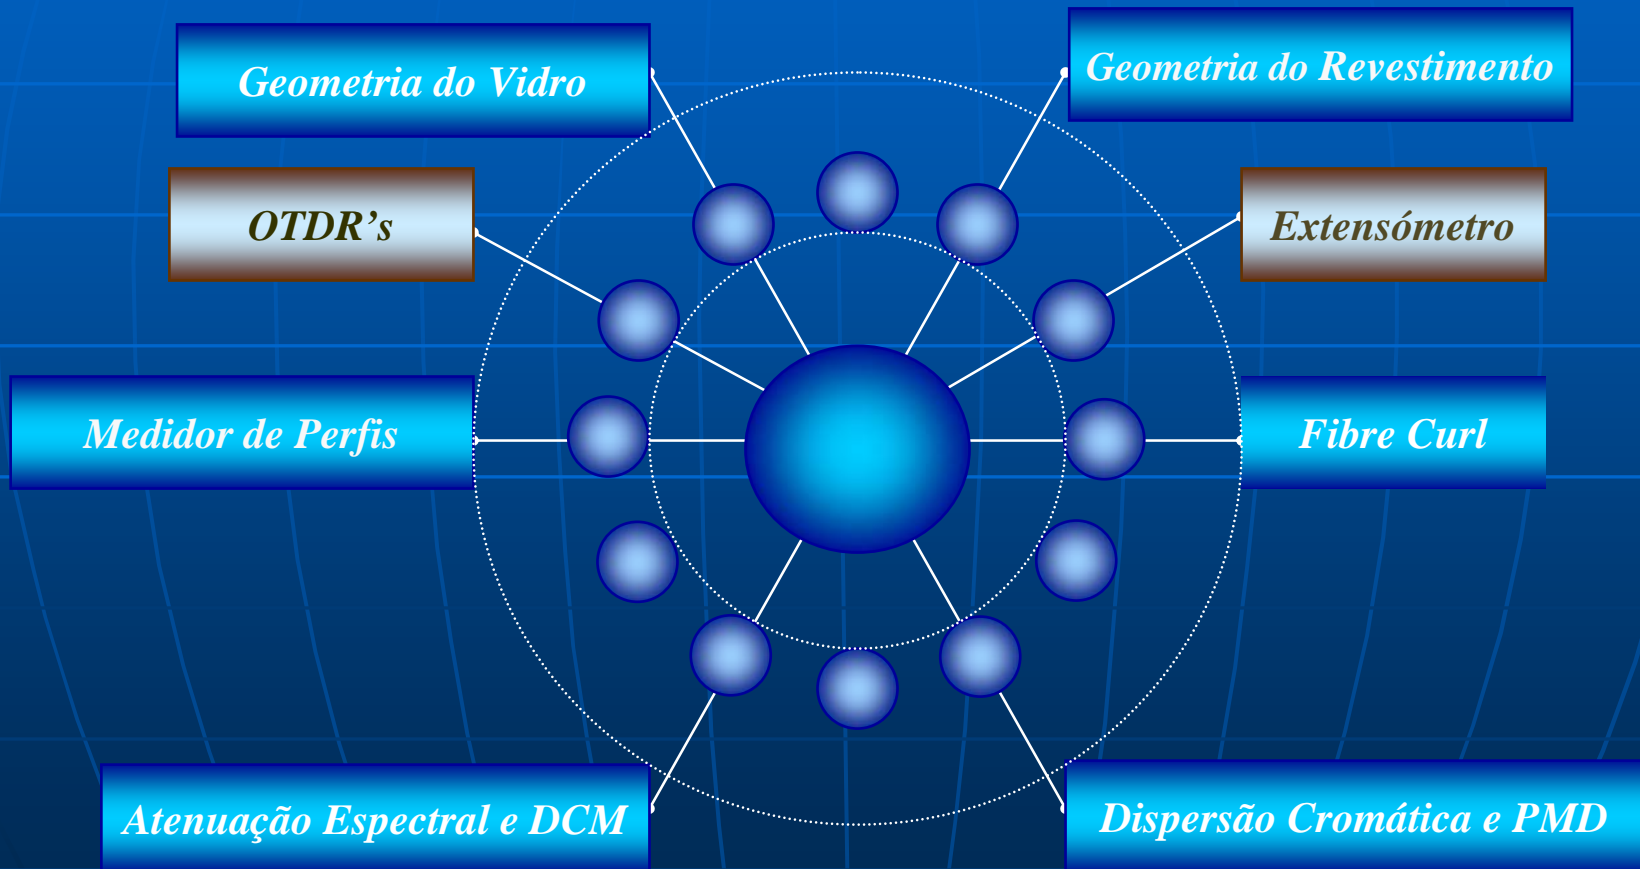 Geometria do Vidro
Geometria do Revestimento
OTDR’s
Extensómetro
Medidor de Perfis
Fibre Curl
Atenuação Espectral e DCM
Dispersão Cromática e PMD